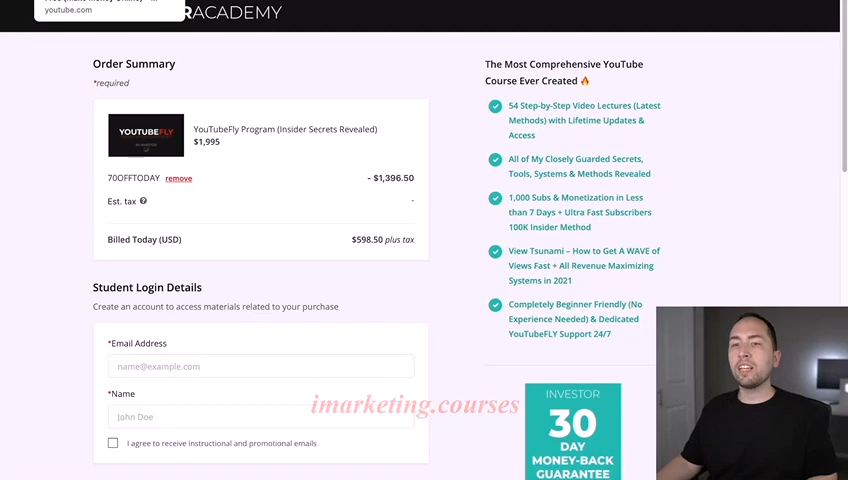 youtube.com
RACADEMY
Order Summary
*required
YOUTUBEFLY
YouTubeFly Program (Insider Secrets Revealed)
$1,995
70OFFTODAY remove - $1,396.50
Est. tax ? -
Billed Today (USD) $598.50 plus tax
Student Login Details
Create an account to access materials related to your purchase
*Email Address
name@example.com
*Name
John Doe
I agree to receive instructional and promotional emails
The Most Comprehensive YouTube
Course Ever Created 🔥
54 Step-by-Step Video Lectures (Latest
Methods) with Lifetime Updates &
Access
All of My Closely Guarded Secrets,
Tools, Systems & Methods Revealed
1,000 Subs & Monetization in Less
than 7 Days + Ultra Fast Subscribers
100K Insider Method
View Tsunami – How to Get A WAVE of
Views Fast + All Revenue Maximizing
Systems in 2021
Completely Beginner Friendly (No
Experience Needed) & Dedicated
YouTubeFLY Support 24/7
INVESTOR
30
DAY
MONEY-BACK
GUARANTEE
imarketing.courses